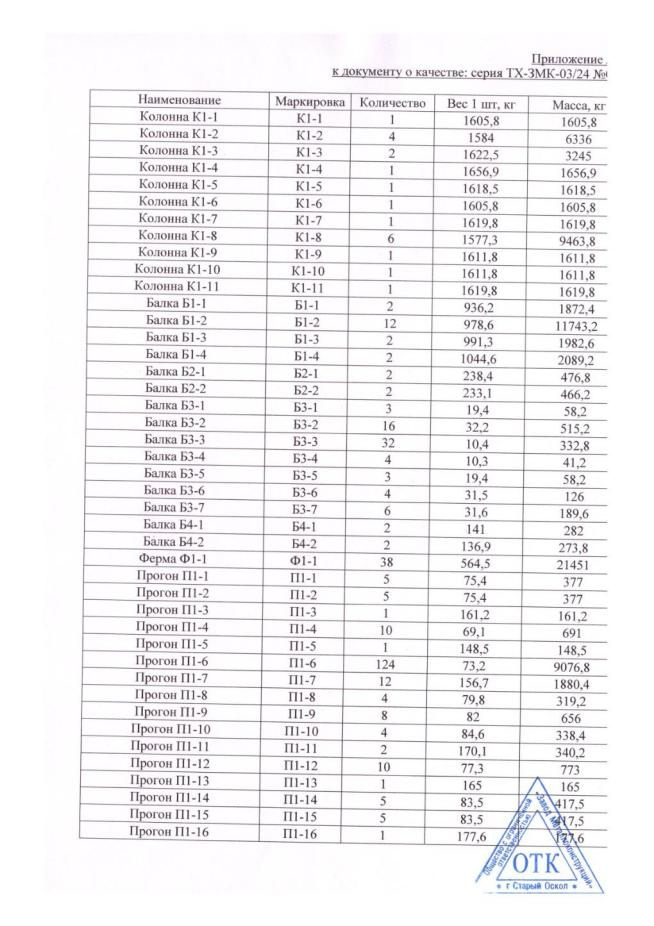 Приложение
к документу о качестве: серия ТХ-ЗМК-03/24 №
Наименование Маркировка Количество Вес 1 шт, кг Масса, кг
Колонна К1-1 К1-1 1 1605,8 1605,8
Колонна К1-2 К1-2 4 1584 6336
Колонна К1-3 К1-3 2 1622,5 3245
Колонна К1-4 К1-4 1 1656,9 1656,9
Колонна К1-5 К1-5 1 1618,5 1618,5
Колонна К1-6 К1-6 1 1605,8 1605,8
Колонна К1-7 К1-7 1 1619,8 1619,8
Колонна К1-8 К1-8 6 1577,3 9463,8
Колонна К1-9 К1-9 1 1611,8 1611,8
Колонна К1-10 К1-10 1 1611,8 1611,8
Колонна К1-11 К1-11 1 1619,8 1619,8
Балка Б1-1 Б1-1 2 936,2 1872,4
Балка Б1-2 Б1-2 12 978,6 11743,2
Балка Б1-3 Б1-3 2 991,3 1982,6
Балка Б1-4 Б1-4 2 1044,6 2089,2
Балка Б2-1 Б2-1 2 238,4 476,8
Балка Б2-2 Б2-2 2 233,1 466,2
Балка Б3-1 Б3-1 3 19,4 58,2
Балка Б3-2 Б3-2 16 32,2 515,2
Балка Б3-3 Б3-3 32 10,4 332,8
Балка Б3-4 Б3-4 4 10,3 41,2
Балка Б3-5 Б3-5 3 19,4 58,2
Балка Б3-6 Б3-6 4 31,5 126
Балка Б3-7 Б3-7 6 31,6 189,6
Балка Б4-1 Б4-1 2 141 282
Балка Б4-2 Б4-2 2 136,9 273,8
Ферма Ф1-1 Ф1-1 38 564,5 21451
Прогон П1-1 П1-1 5 75,4 377
Прогон П1-2 П1-2 5 75,4 377
Прогон П1-3 П1-3 1 161,2 161,2
Прогон П1-4 П1-4 10 69,1 691
Прогон П1-5 П1-5 1 148,5 148,5
Прогон П1-6 П1-6 124 73,2 9076,8
Прогон П1-7 П1-7 12 156,7 1880,4
Прогон П1-8 П1-8 4 79,8 319,2
Прогон П1-9 П1-9 8 82 656
Прогон П1-10 П1-10 4 84,6 338,4
Прогон П1-11 П1-11 2 170,1 340,2
Прогон П1-12 П1-12 10 77,3 773
Прогон П1-13 П1-13 1 165 165
Прогон П1-14 П1-14 5 83,5 417,5
Прогон П1-15 П1-15 5 83,5 417,5
Прогон П1-16 П1-16 1 177,6 177,6
Общество с ограниченной
ответственностью
«Завод Металлоконструкций»
ОТК
г Старый Оскол